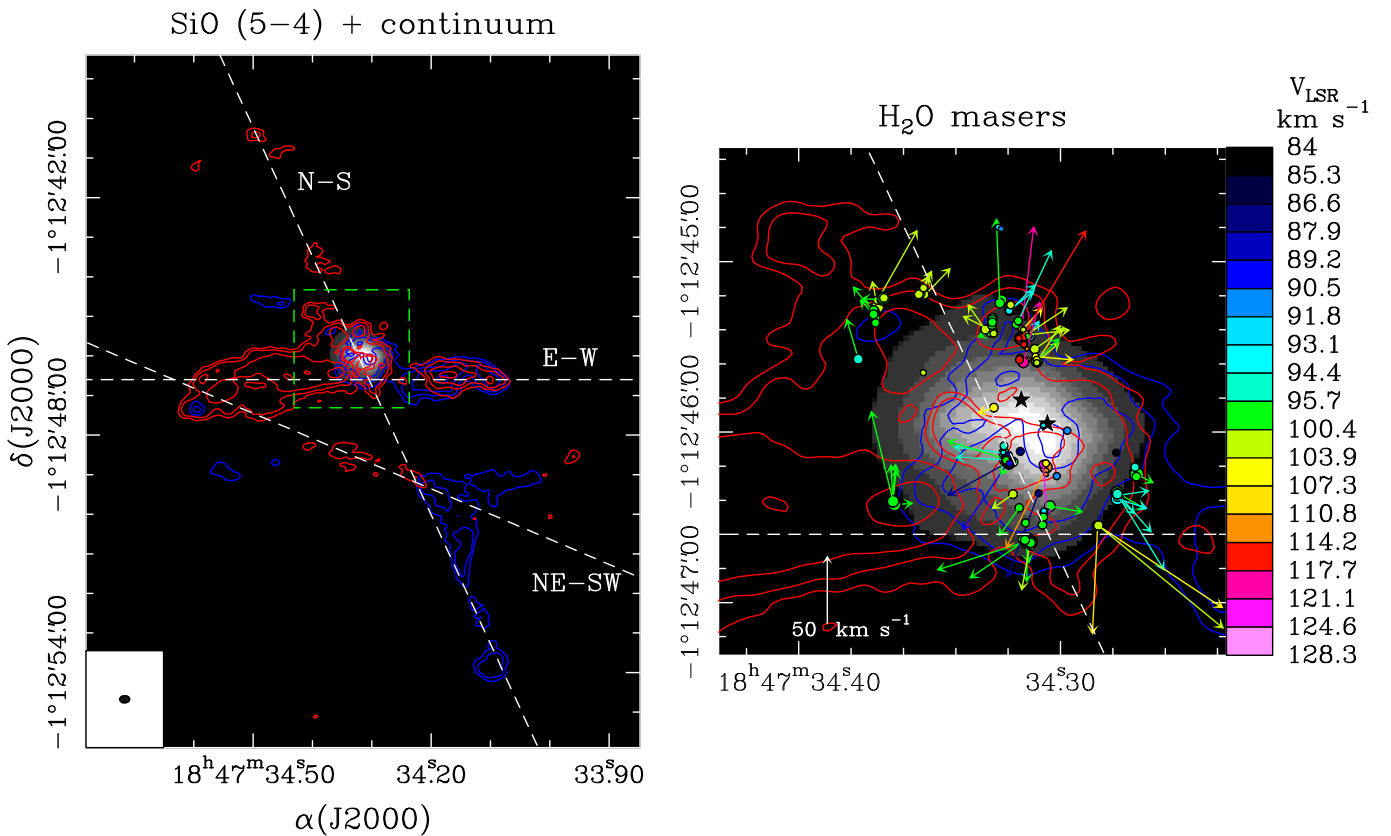 SiO (5−4) + continuum
N−S
E−W
NE−SW
δ(J2000)
−1°12′42″.00
−1°12′48″.00
−1°12′54″.00
18ʰ47ᵐ34ˢ.50
34ˢ.20
33ˢ.90
α(J2000)
H₂O masers
−1°12′45″.00
−1°12′46″.00
−1°12′47″.00
50 km s⁻¹
18ʰ47ᵐ34ˢ.40
34ˢ.30
V_LSR
km s⁻¹
84
85.3
86.6
87.9
89.2
90.5
91.8
93.1
94.4
95.7
100.4
103.9
107.3
110.8
114.2
117.7
121.1
124.6
128.3